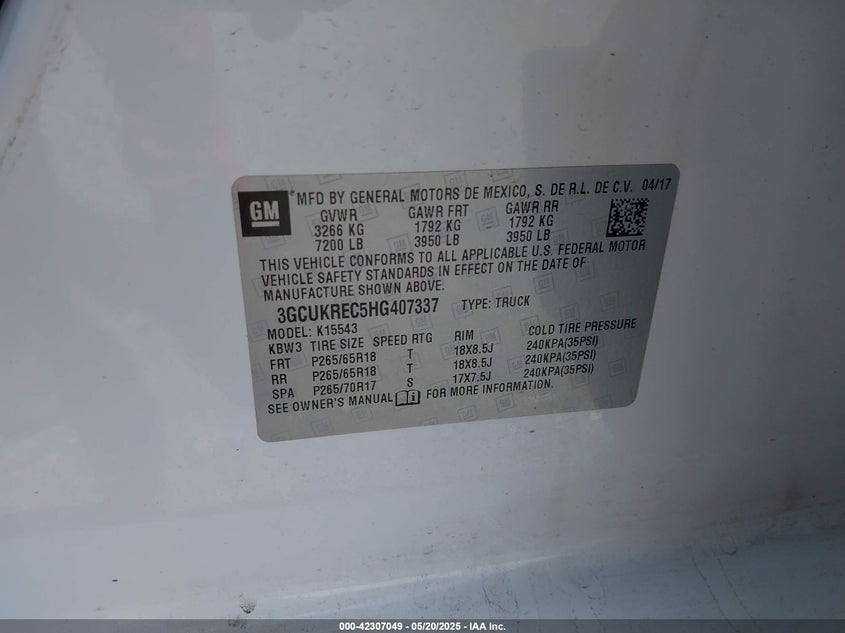 GM
*MFD BY GENERAL MOTORS DE MEXICO, S. DE R.L. DE C.V. 04/17
GVWR GAWR FRT GAWR RR
3266 KG 1792 KG 1792 KG
7200 LB 3950 LB 3950 LB
THIS VEHICLE CONFORMS TO ALL APPLICABLE U.S. FEDERAL MOTOR
VEHICLE SAFETY STANDARDS IN EFFECT ON THE DATE OF
MANUFACTURE SHOWN ABOVE.
3GCUKREC5HG407337 TYPE: TRUCK
MODEL: K15543
KBW3 TIRE SIZE SPEED RTG RIM COLD TIRE PRESSURE
FRT P265/65R18 T 18X8.5J 240KPA(35PSI)
RR P265/65R18 T 18X8.5J 240KPA(35PSI)
SPA P265/70R17 S 17X7.5J 240KPA(35PSI)
SEE OWNER'S MANUAL FOR MORE INFORMATION.
000-42307049 - 05/20/2025 - IAA Inc.